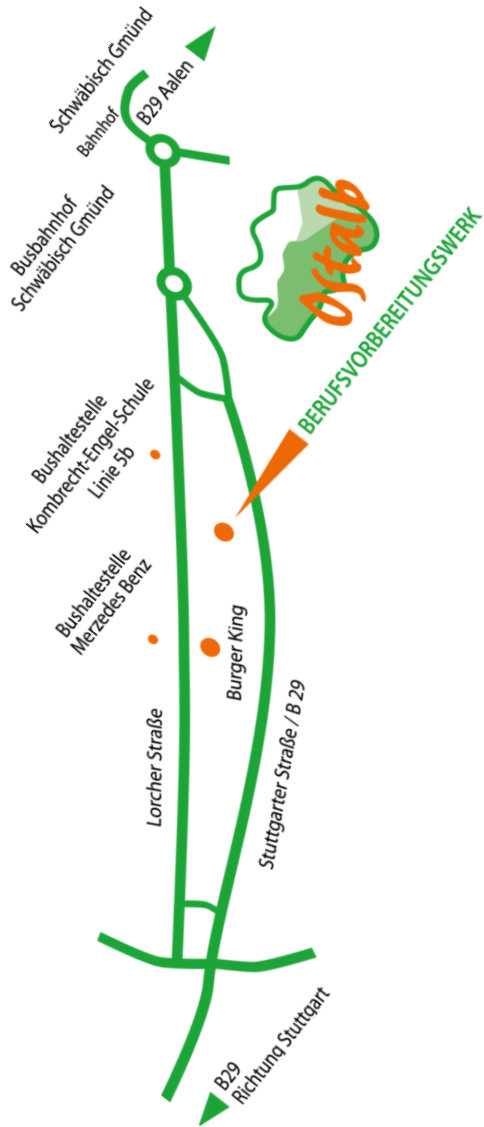 Schwäbisch Gmünd
Bahnhof
B29 Aalen
Busbahnhof
Schwäbisch Gmünd
Ostalb
BERUFSVORBEREITUNGSWERK
Bushaltestelle
Kombrecht-Engel-Schule
Linie 5b
Bushaltestelle
Merzedes Benz
Burger King
Lorcher Straße
Stuttgarter Straße / B 29
B29
Richtung Stuttgart